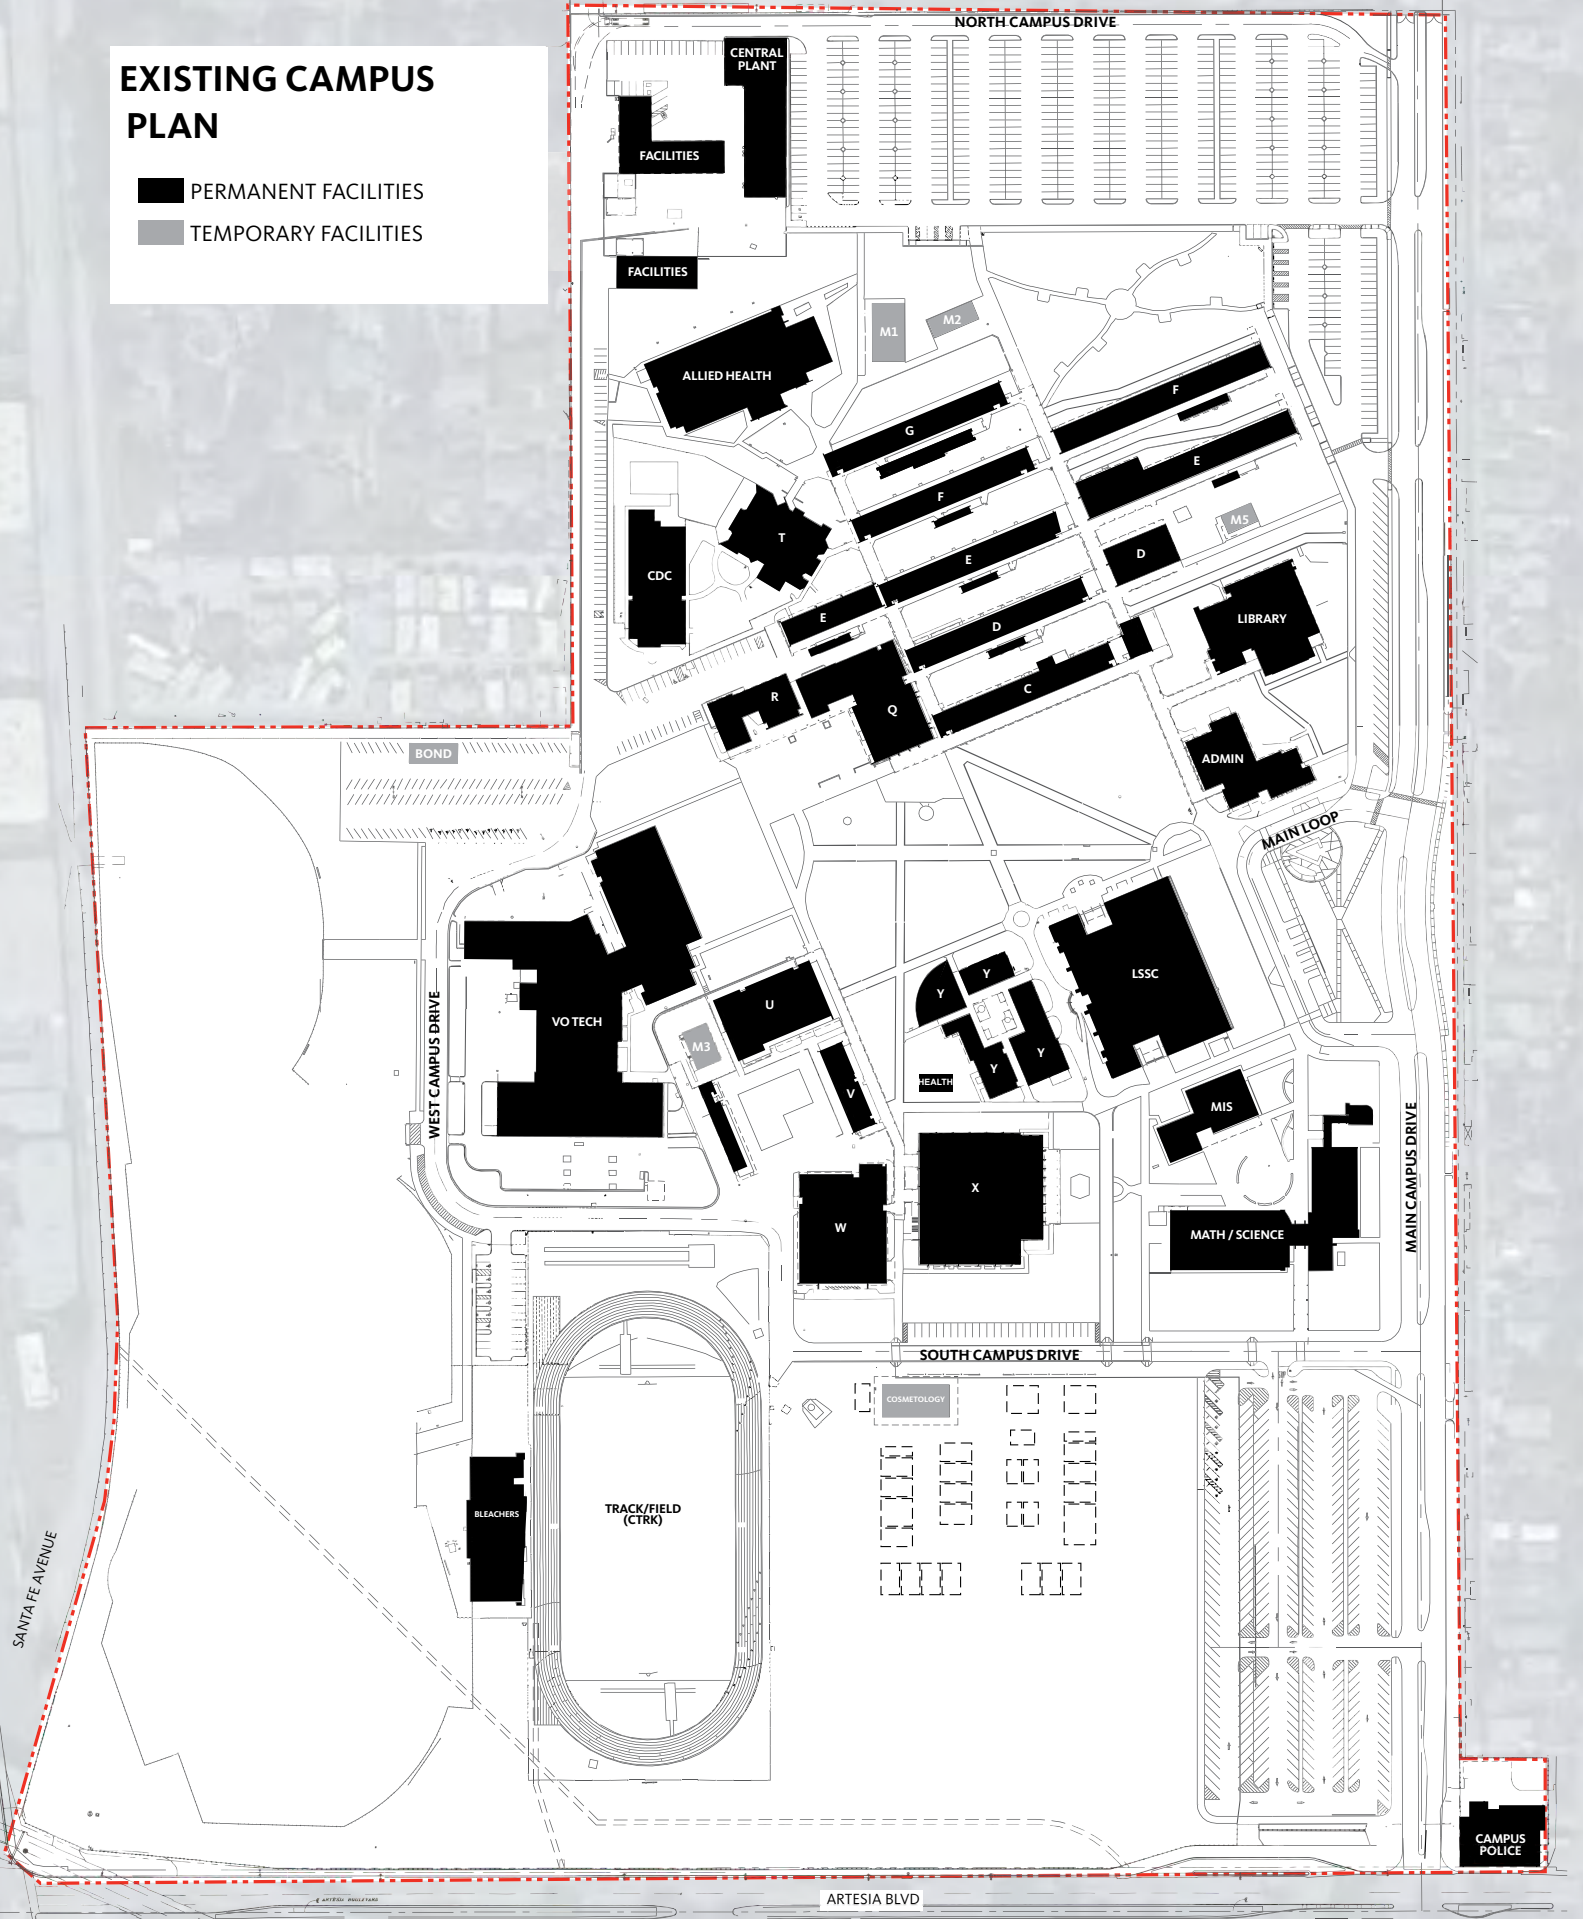 EXISTING CAMPUS
PLAN
PERMANENT FACILITIES
TEMPORARY FACILITIES
NORTH CAMPUS DRIVE
CENTRAL
PLANT
FACILITIES
FACILITIES
M1
M2
ALLIED HEALTH
F
G
E
F
M5
T
D
E
CDC
E
LIBRARY
D
C
R
Q
BOND
ADMIN
MAIN LOOP
LSSC
Y
Y
U
VO TECH
WEST CAMPUS DRIVE
M3
Y
Y
HEALTH
V
MIS
MAIN CAMPUS DRIVE
X
W
MATH / SCIENCE
SOUTH CAMPUS DRIVE
COSMETOLOGY
TRACK/FIELD
(CTRK)
BLEACHERS
SANTA FE AVENUE
CAMPUS
POLICE
ARTESIA BLVD
ARTESIA BOULEVARD